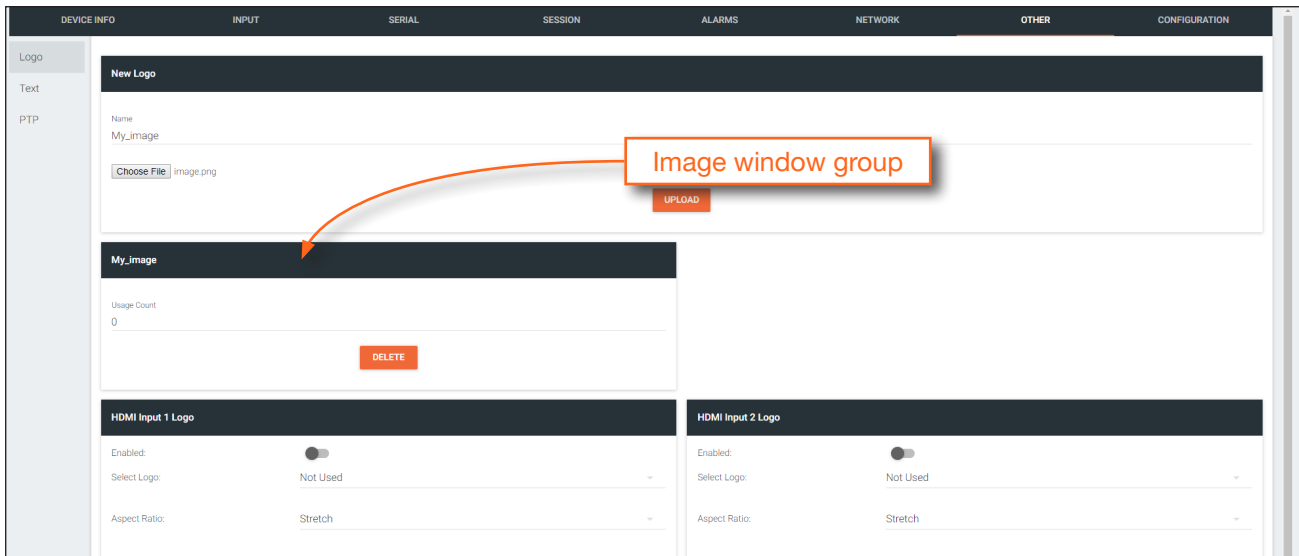 DEVICE INFO INPUT SERIAL SESSION ALARMS NETWORK OTHER CONFIGURATION
Logo
Text
PTP
New Logo
Name
My_image
Choose File image.png
Image window group
UPLOAD
My_image
Usage Count
0
DELETE
HDMI Input 1 Logo
Enabled:
Select Logo: Not Used
Aspect Ratio: Stretch
HDMI Input 2 Logo
Enabled:
Select Logo: Not Used
Aspect Ratio: Stretch